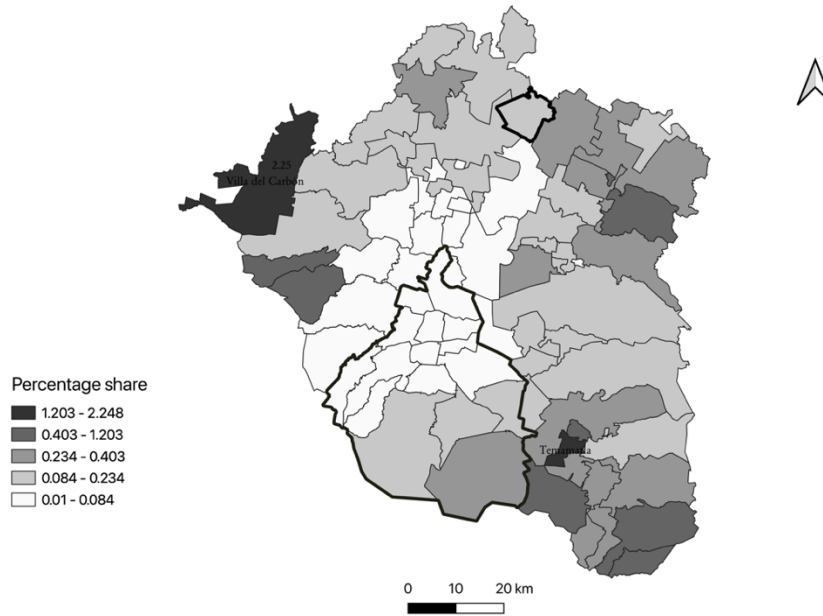 2.25
Villa del Carbón
Temamatla
Percentage share
1.203 - 2.248
0.403 - 1.203
0.234 - 0.403
0.084 - 0.234
0.01 - 0.084
0 10 20 km